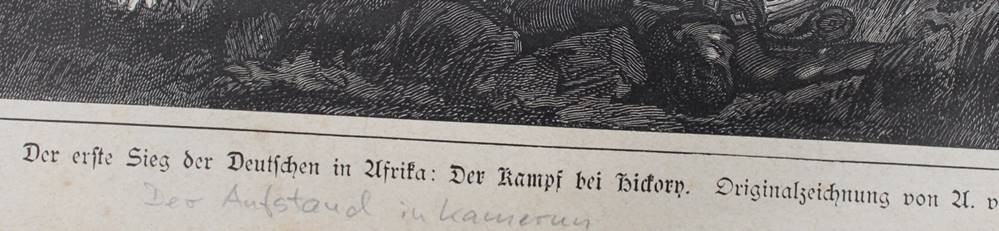 Der erſte Sieg der Deutſchen in Afrika: Der Kampf bei Hickory. Originalzeichnung von A. v
Der Aufstand in Kamerun